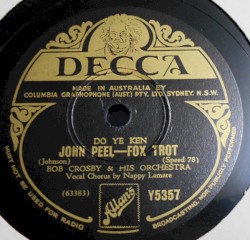 DECCA
MADE IN AUSTRALIA BY
COLUMBIA GRAPHOPHONE (AUST.) PTY. LTD. SYDNEY. N.S.W.
DO YE KEN
JOHN PEEL—FOX TROT
(Johnson) (Speed 78)
BOB CROSBY & HIS ORCHESTRA
Vocal Chorus by Nappy Lamare
(63583) Allan's Y5357
MUST NOT BE USED FOR RADIO
BROADCASTING, NOR PUBLICLY PERFORMED